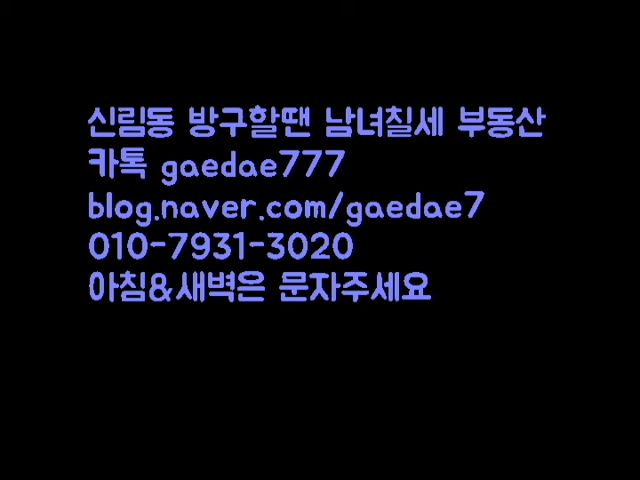 신림동 방구할땐 남녀칠세 부동산
카톡 gaedae777
blog.naver.com/gaedae7
010-7931-3020
아침&새벽은 문자주세요